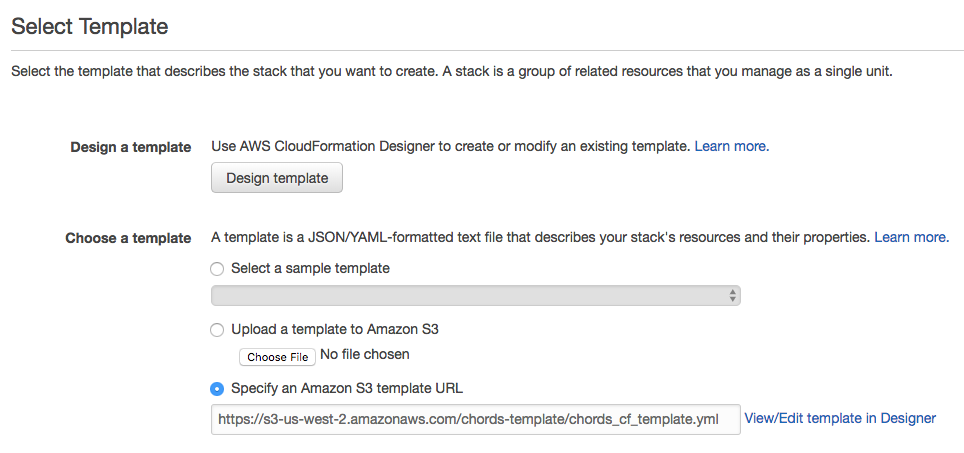 Select Template
Select the template that describes the stack that you want to create. A stack is a group of related resources that you manage as a single unit.
Design a template Use AWS CloudFormation Designer to create or modify an existing template. Learn more.
Design template
Choose a template A template is a JSON/YAML-formatted text file that describes your stack's resources and their properties. Learn more.
Select a sample template
Upload a template to Amazon S3
Choose File No file chosen
Specify an Amazon S3 template URL
https://s3-us-west-2.amazonaws.com/chords-template/chords_cf_template.yml View/Edit template in Designer